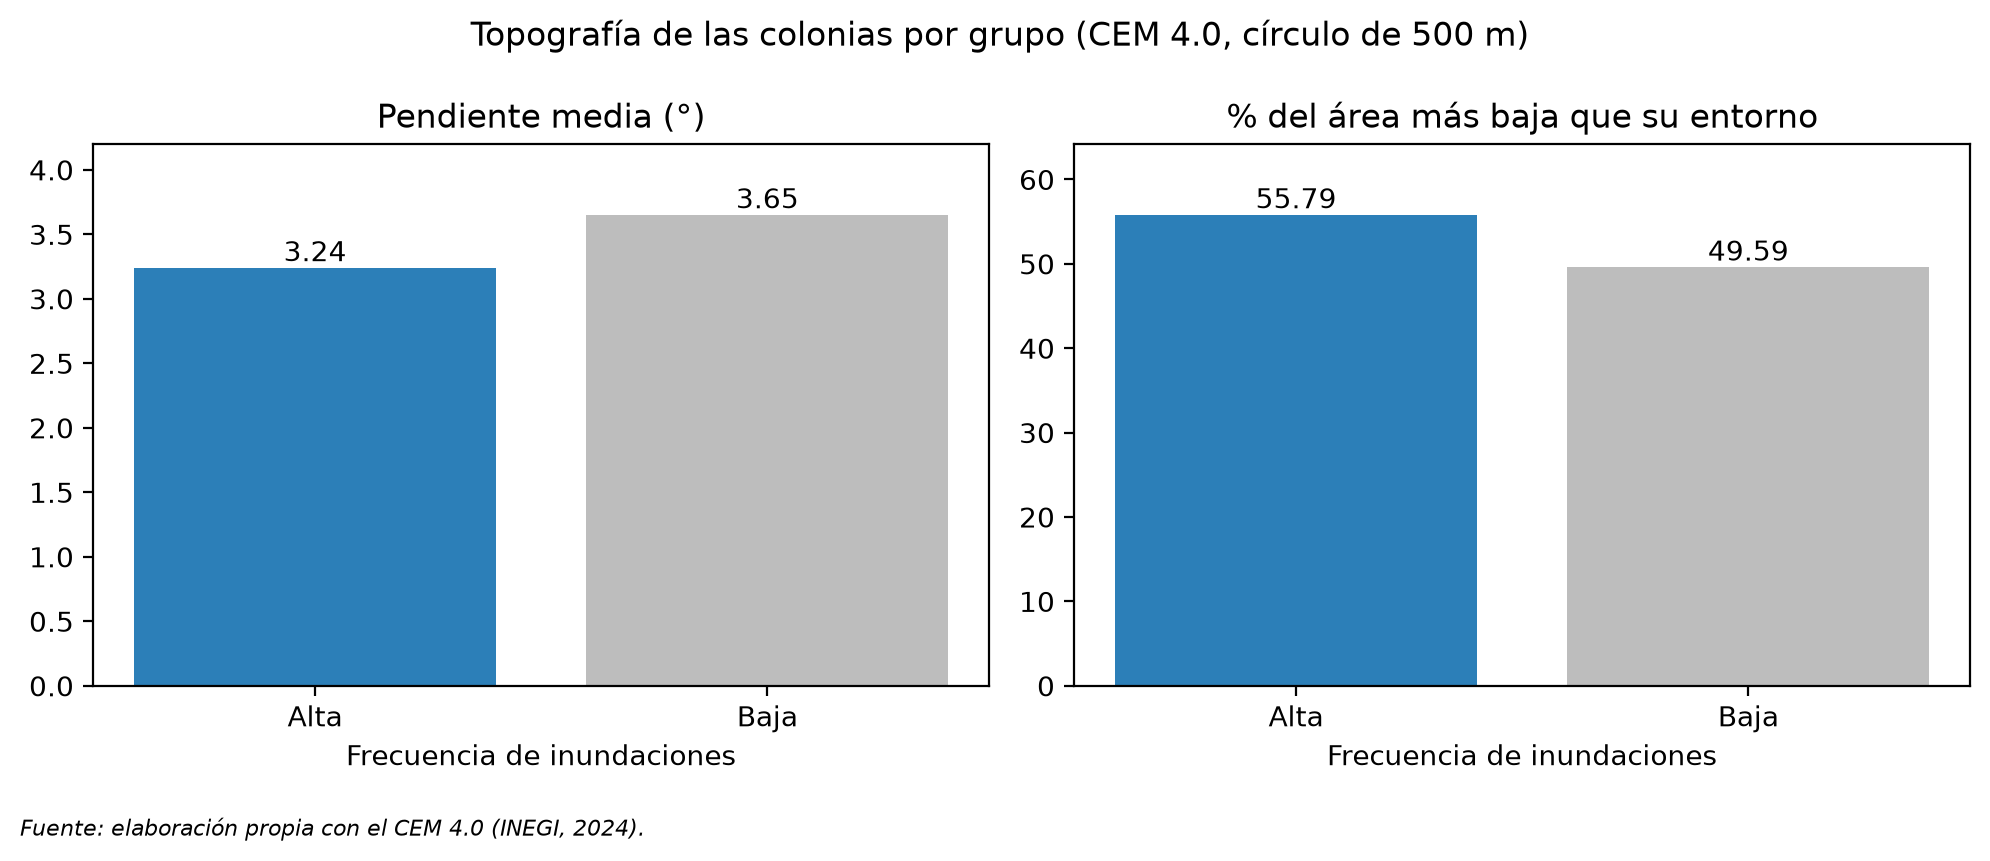 Topografía de las colonias por grupo (CEM 4.0, círculo de 500 m)
Pendiente media (°)
4.0
3.5
3.0
2.5
2.0
1.5
1.0
0.5
0.0
3.24
3.65
Alta
Baja
Frecuencia de inundaciones
% del área más baja que su entorno
60
50
40
30
20
10
0
55.79
49.59
Alta
Baja
Frecuencia de inundaciones
Fuente: elaboración propia con el CEM 4.0 (INEGI, 2024).